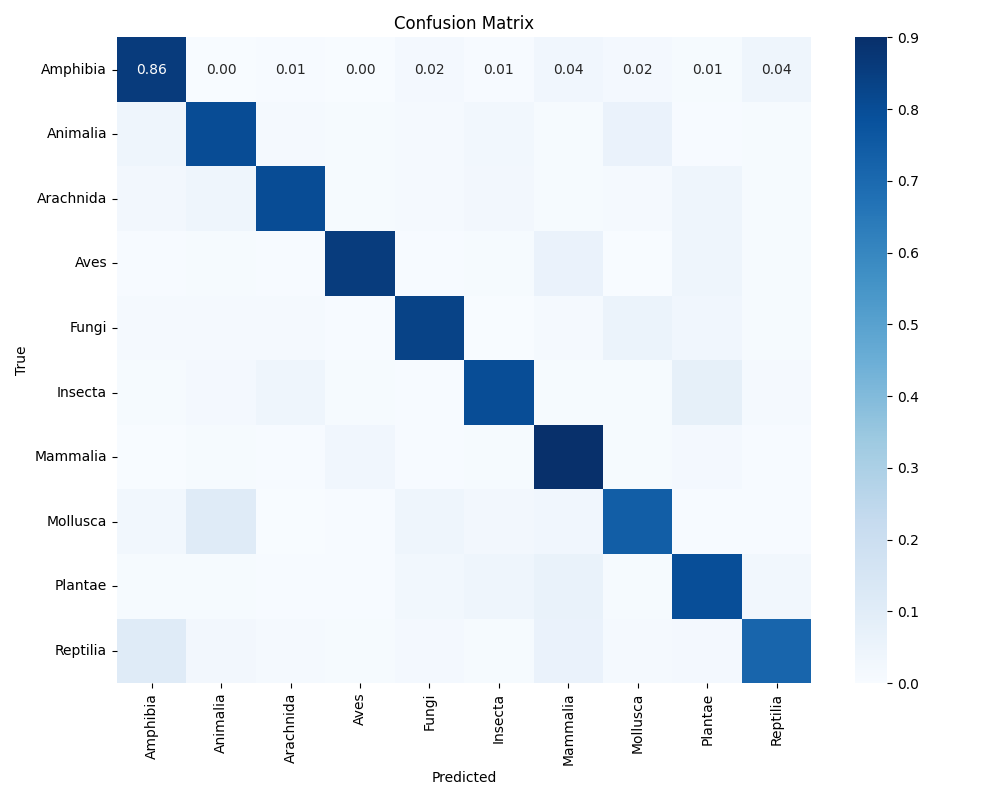 Confusion Matrix
True
Amphibia 0.86 0.00 0.01 0.00 0.02 0.01 0.04 0.02 0.01 0.04
Animalia
Arachnida
Aves
Fungi
Insecta
Mammalia
Mollusca
Plantae
Reptilia
Amphibia Animalia Arachnida Aves Fungi Insecta Mammalia Mollusca Plantae Reptilia
Predicted
0.9
0.8
0.7
0.6
0.5
0.4
0.3
0.2
0.1
0.0